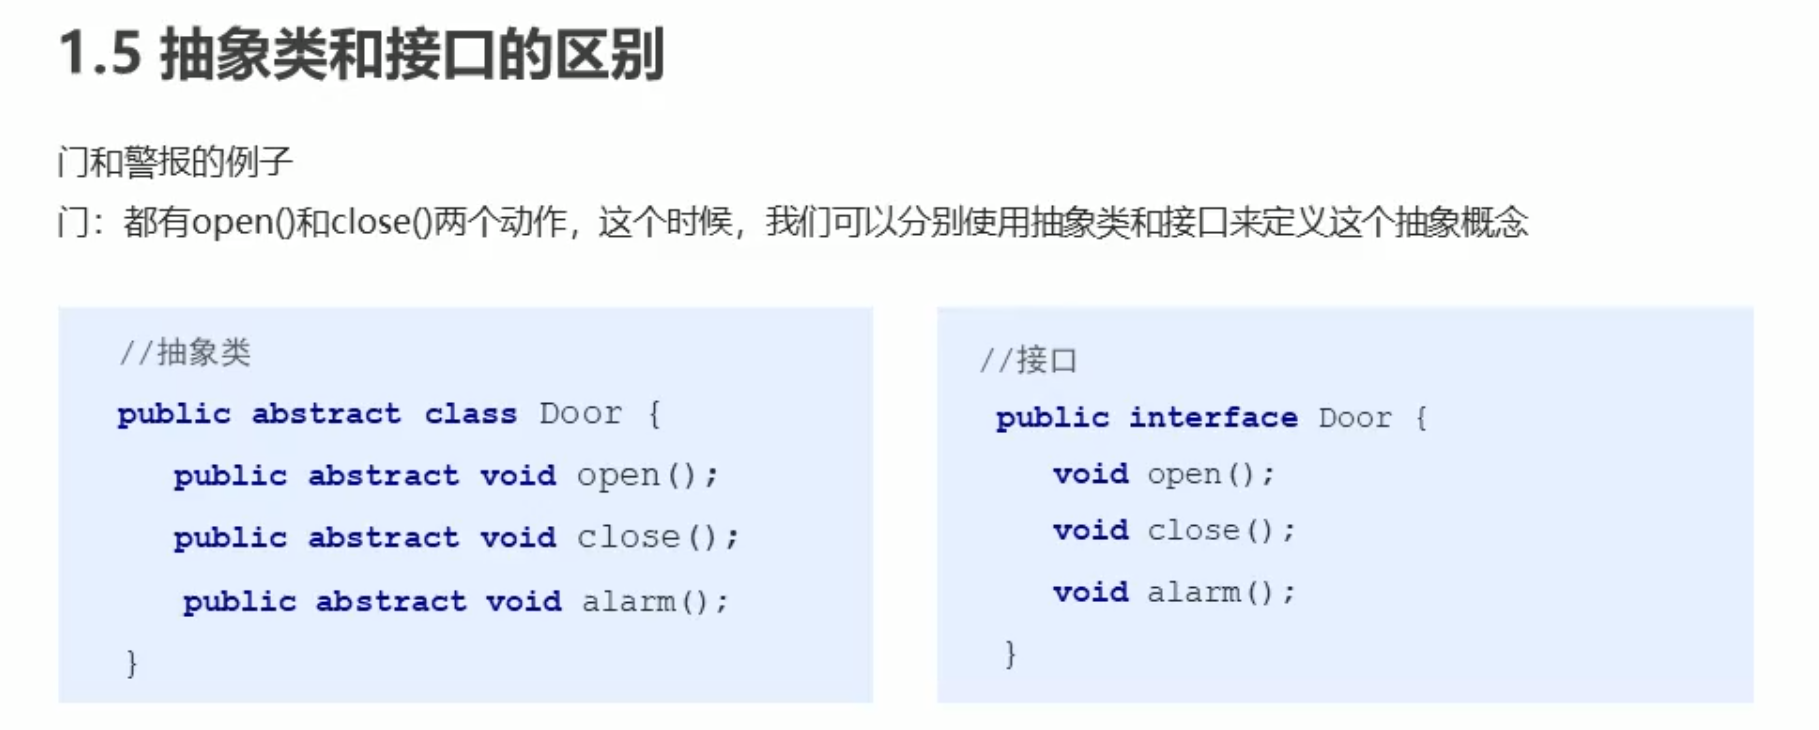 1.5 抽象类和接口的区别
门和警报的例子
门：都有open()和close()两个动作，这个时候，我们可以分别使用抽象类和接口来定义这个抽象概念
//抽象类
public abstract class Door {
public abstract void open();
public abstract void close();
public abstract void alarm();
}
//接口
public interface Door {
void open();
void close();
void alarm();
}